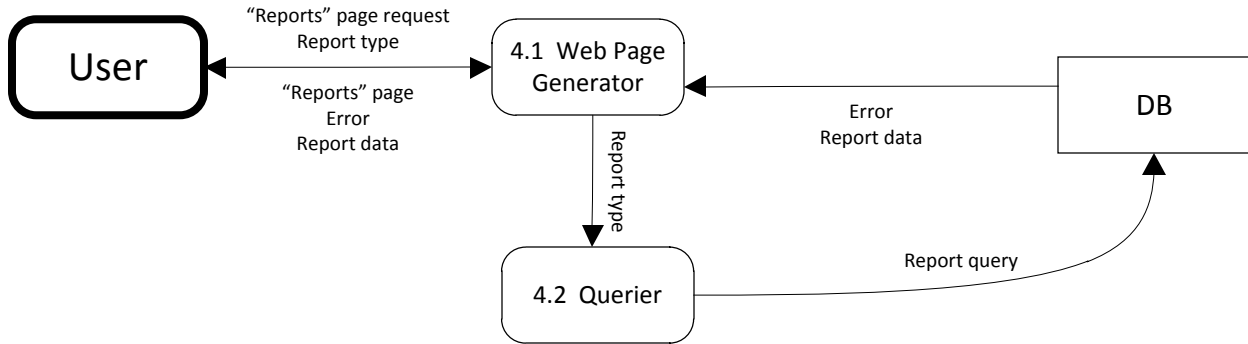 “Reports” page request
Report type
User
4.1 Web Page
Generator
“Reports” page
Error
Report data
Error
Report data
DB
Report type
4.2 Querier
Report query